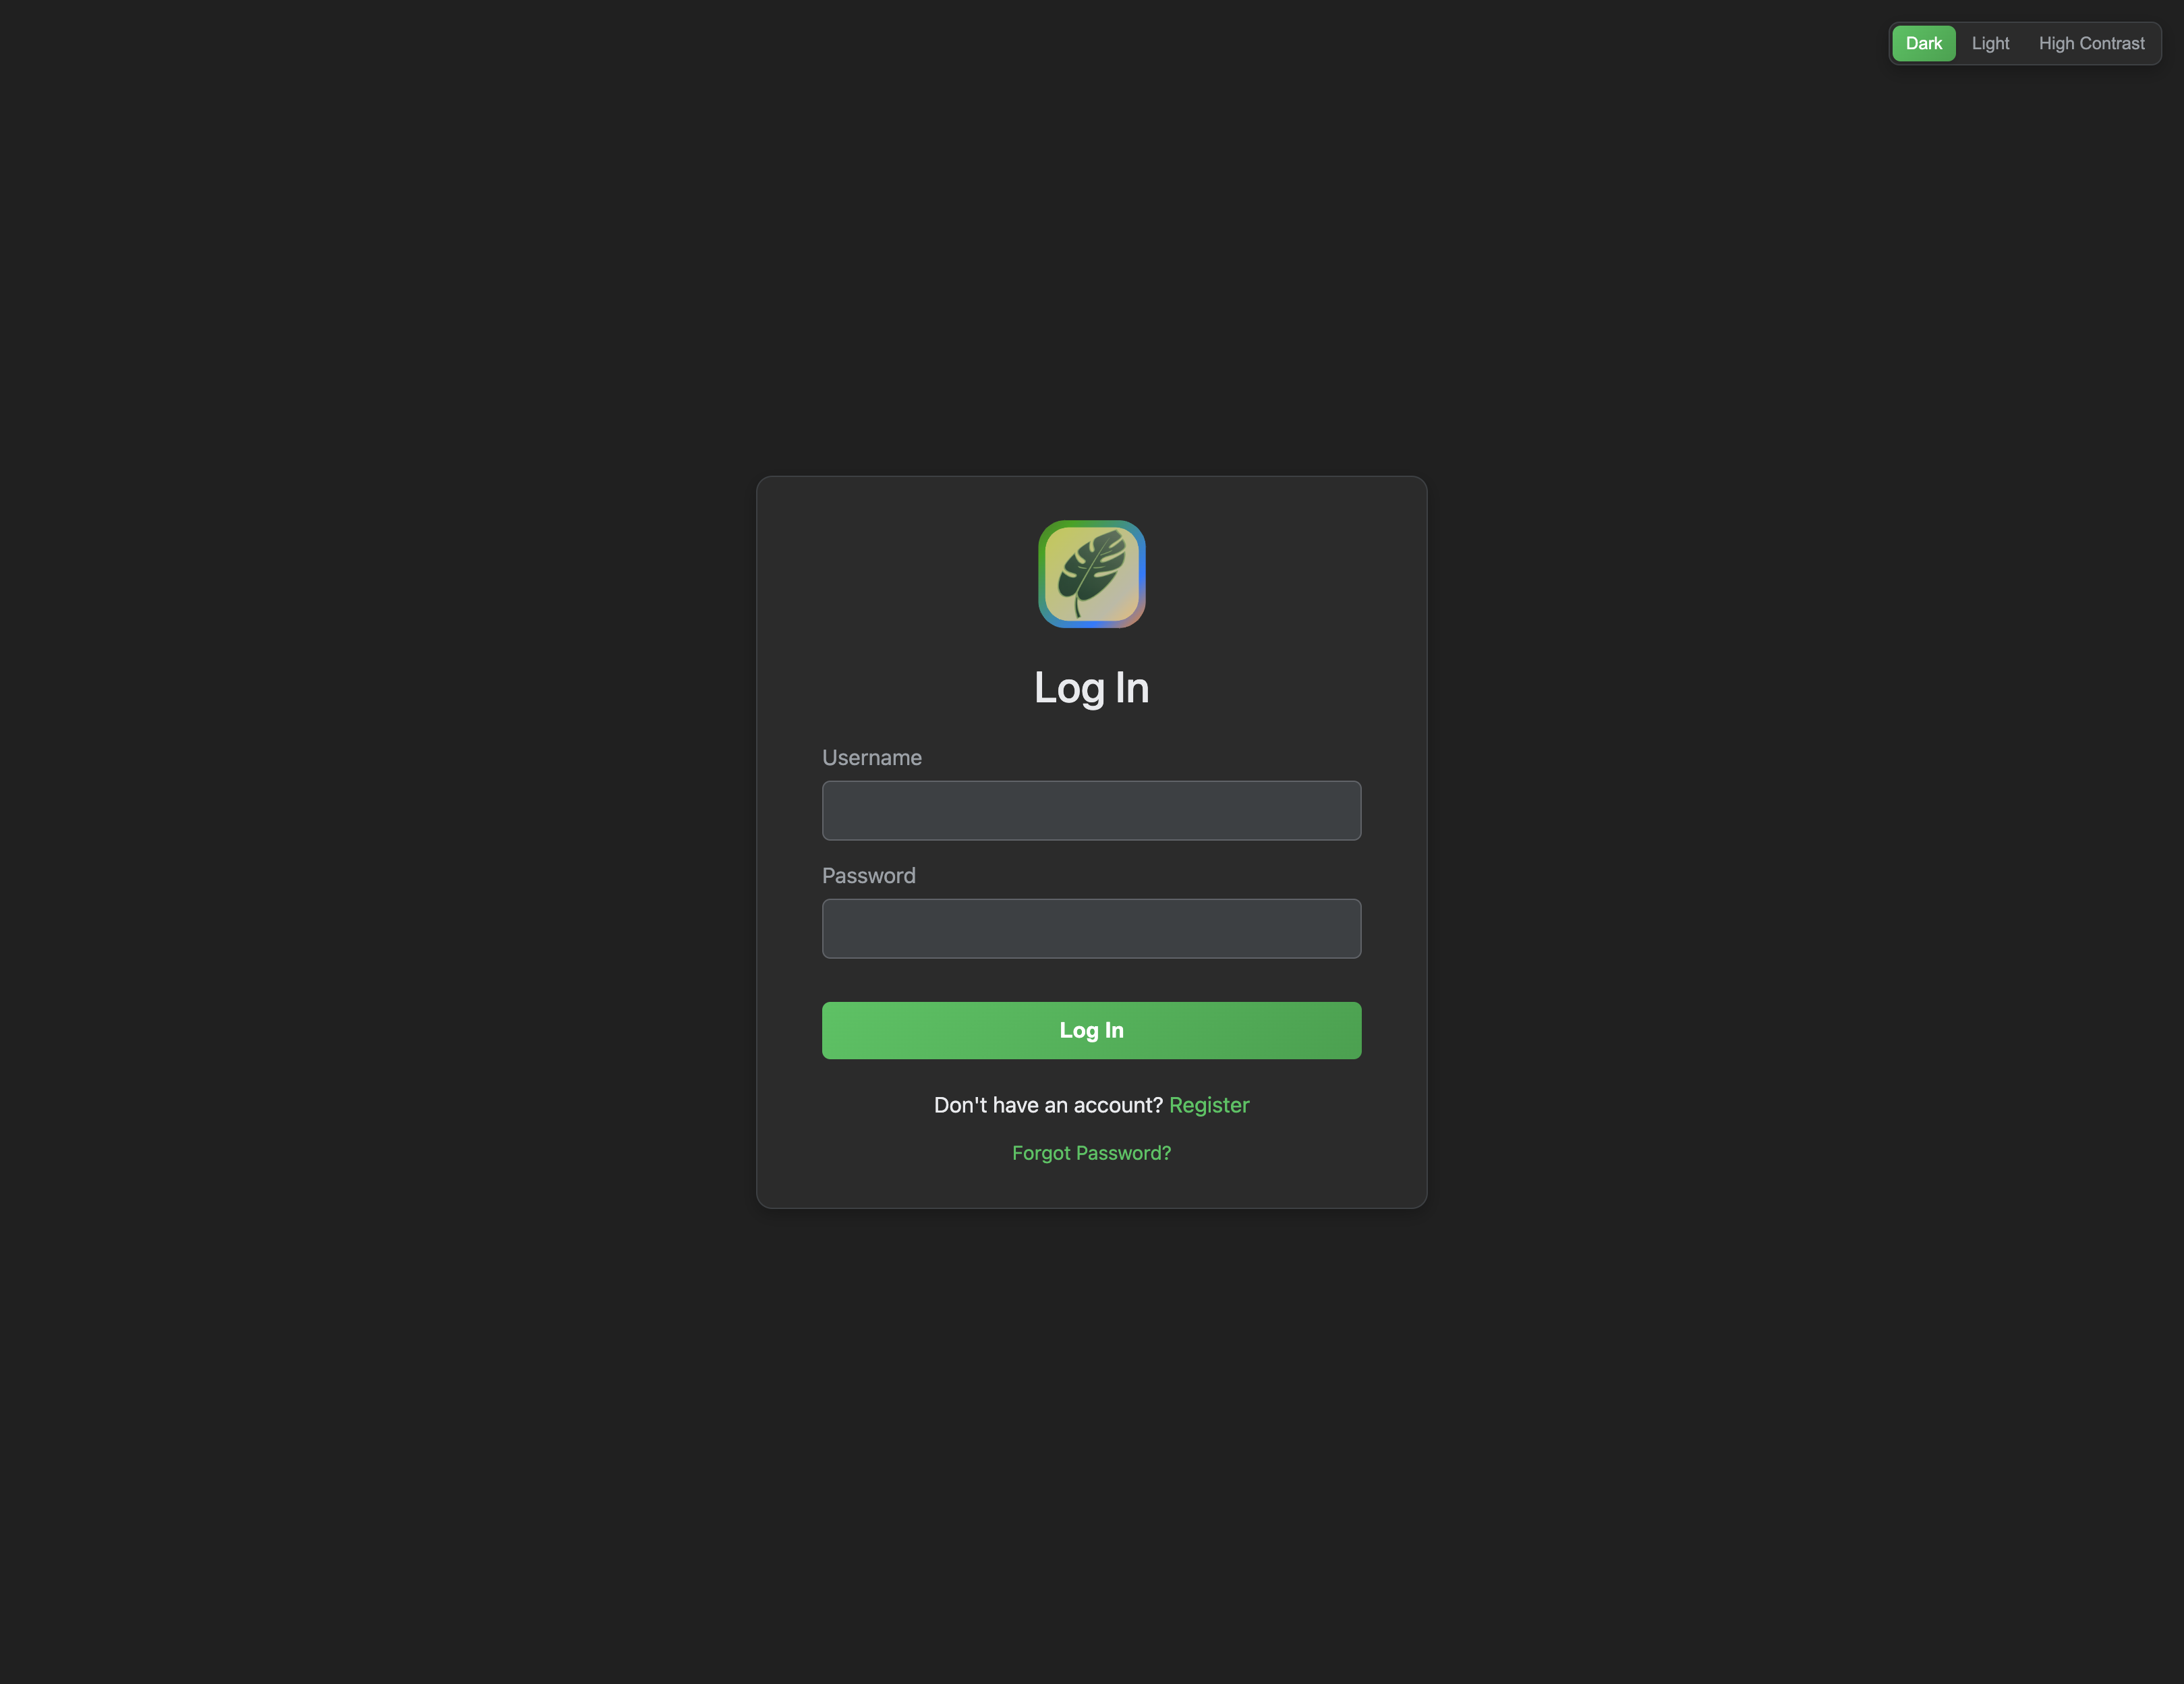 Dark Light High Contrast
Log In
Username
Password
Log In
Don't have an account? Register
Forgot Password?